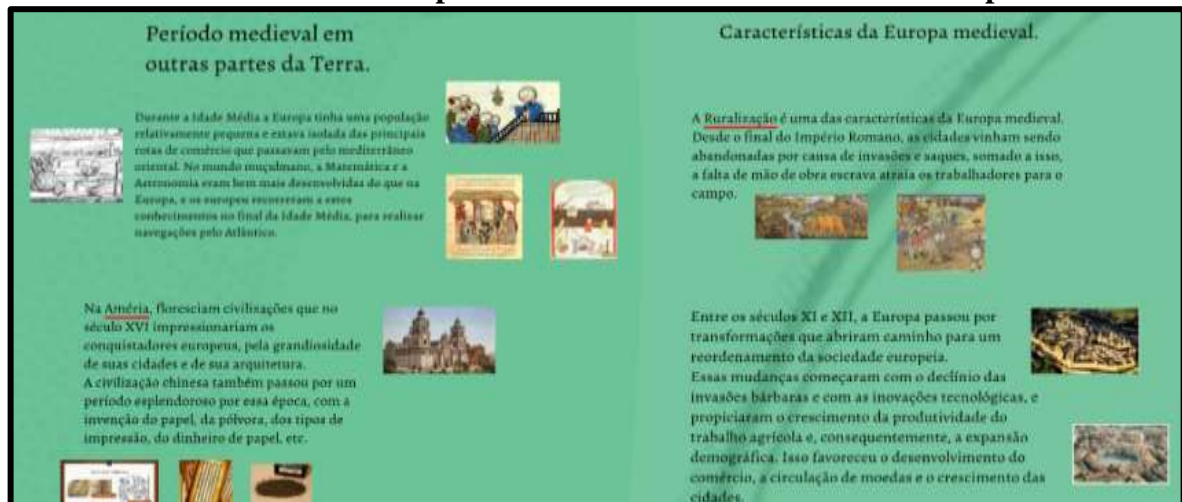 Período medieval em
outras partes da Terra.
Durante a Idade Média a Europa tinha uma população
relativamente pequena e estava isolada das principais
rotas de comércio que passavam pelo mediterrâneo
oriental. No mundo muçulmano, a Matemática e a
Astronomia eram bem mais desenvolvidas do que na
Europa, e os europeu recorreram a estes
conhecimentos no final da Idade Média, para realizar
navegações pelo Atlântico.
Na Améria, floresciam civilizações que no
século XVI impressionariam os
conquistadores europeus, pela grandiosidade
de suas cidades e de sua arquitetura.
A civilização chinesa também passou por um
período esplendoroso por essa época, com a
invenção do papel, da pólvora, dos tipos de
impressão, do dinheiro de papel, etc.
Características da Europa medieval.
A Ruralização é uma das características da Europa medieval.
Desde o final do Império Romano, as cidades vinham sendo
abandonadas por causa de invasões e saques, somado a isso,
a falta de mão de obra escrava atraia os trabalhadores para o
campo.
Entre os séculos XI e XII, a Europa passou por
transformações que abriram caminho para um
reordenamento da sociedade europeia.
Essas mudanças começaram com o declínio das
invasões bárbaras e com as inovações tecnológicas, e
propiciaram o crescimento da produtividade do
trabalho agrícola e, consequentemente, a expansão
demográfica. Isso favoreceu o desenvolvimento do
comércio, a circulação de moedas e o crescimento das
cidades.